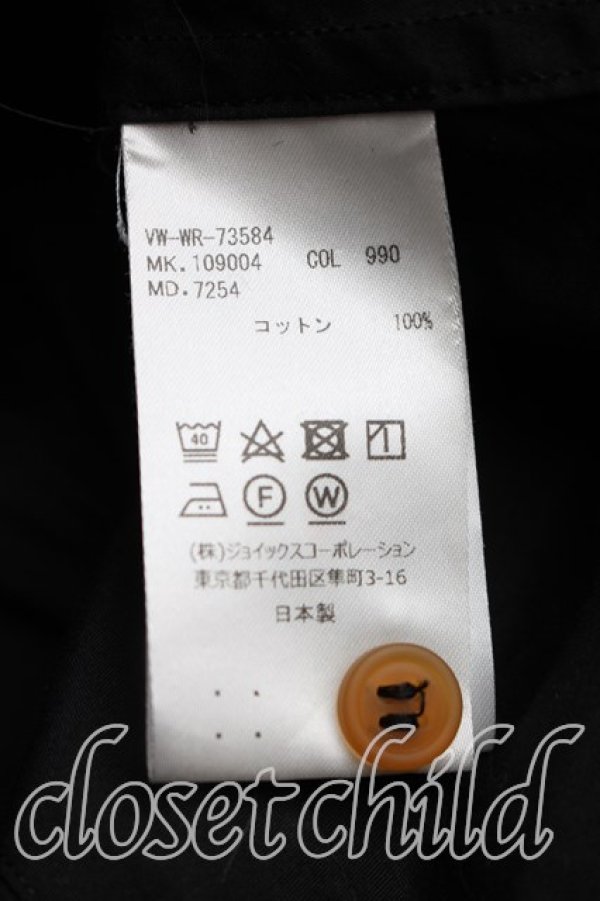 VW-WR-73584
MK.109004 COL 990
MD.7254
コットン 100%
40
F W
(株)ジョイックスコーポレーション
東京都千代田区隼町3-16
日本製
closet child